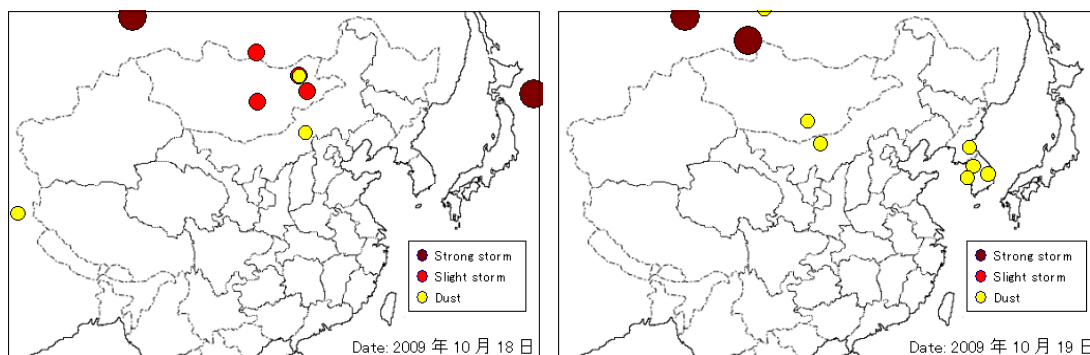 Strong storm
Slight storm
Dust
Date: 2009 年 10 月 18 日
Strong storm
Slight storm
Dust
Date: 2009 年 10 月 19 日